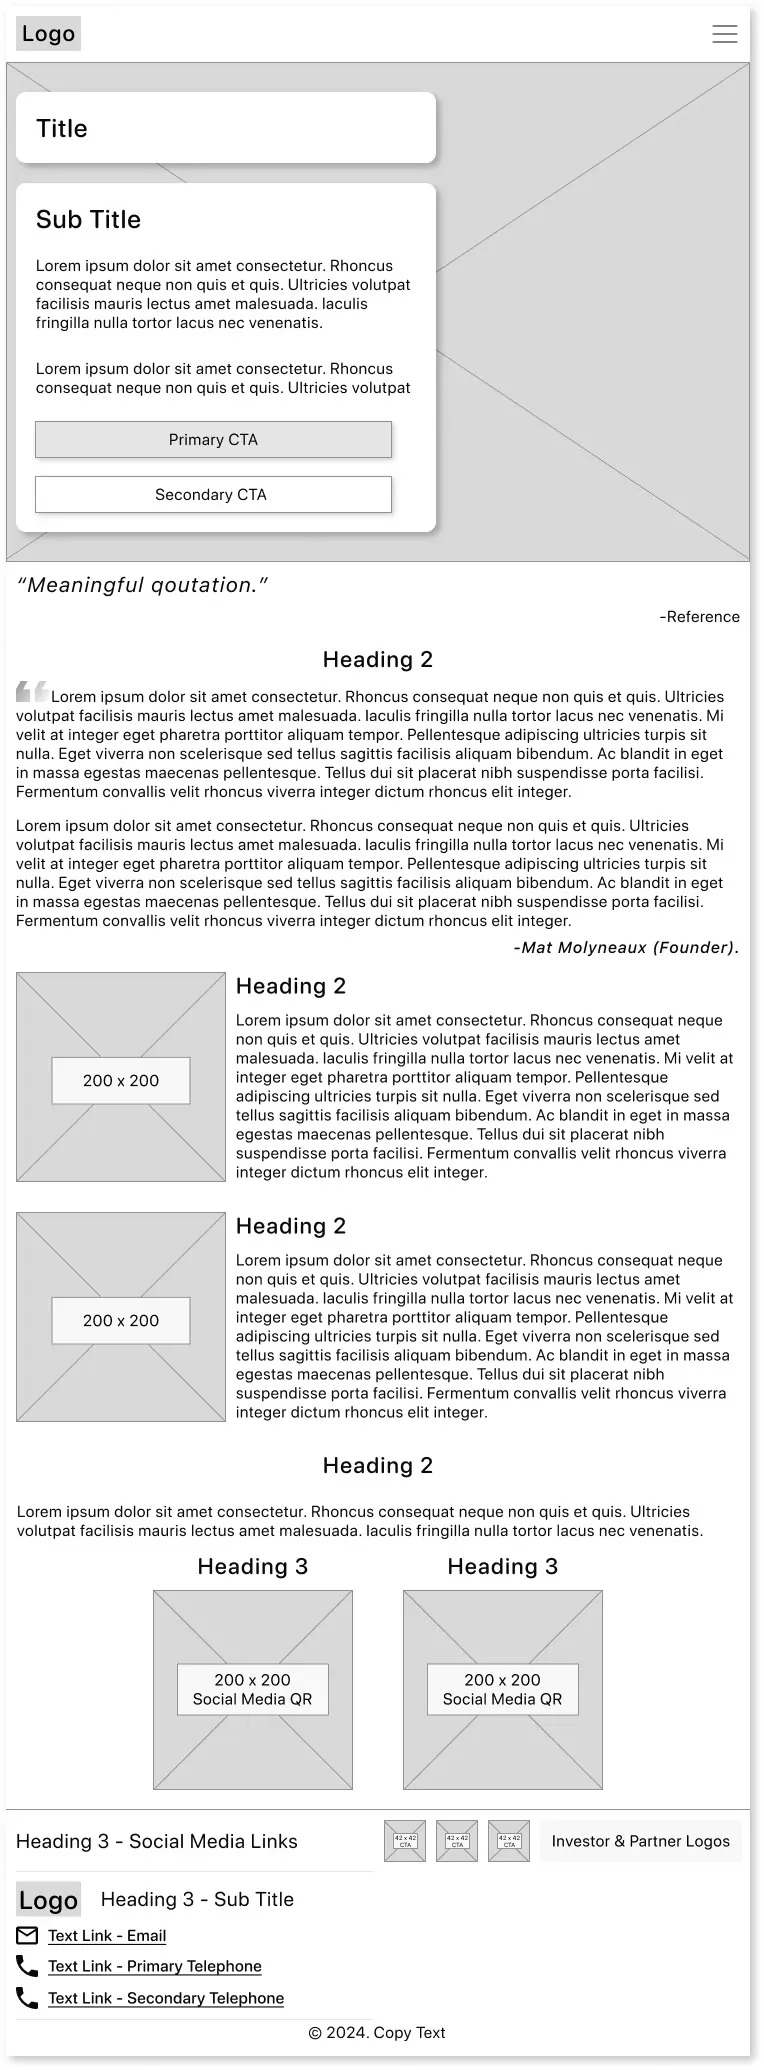 Logo
Title
Sub Title
Lorem ipsum dolor sit amet consectetur. Rhoncus
consequat neque non quis et quis. Ultricies volutpat
facilisis mauris lectus amet malesuada. Iaculis
fringilla nulla tortor lacus nec venenatis.
Lorem ipsum dolor sit amet consectetur. Rhoncus
consequat neque non quis et quis. Ultricies volutpat
Primary CTA
Secondary CTA
“Meaningful qoutation.”
-Reference
Heading 2
Lorem ipsum dolor sit amet consectetur. Rhoncus consequat neque non quis et quis. Ultricies
volutpat facilisis mauris lectus amet malesuada. Iaculis fringilla nulla tortor lacus nec venenatis. Mi
velit at integer eget pharetra porttitor aliquam tempor. Pellentesque adipiscing ultricies turpis sit
nulla. Eget viverra non scelerisque sed tellus sagittis facilisis aliquam bibendum. Ac blandit in eget
in massa egestas maecenas pellentesque. Tellus dui sit placerat nibh suspendisse porta facilisi.
Fermentum convallis velit rhoncus viverra integer dictum rhoncus elit integer.
Lorem ipsum dolor sit amet consectetur. Rhoncus consequat neque non quis et quis. Ultricies
volutpat facilisis mauris lectus amet malesuada. Iaculis fringilla nulla tortor lacus nec venenatis. Mi
velit at integer eget pharetra porttitor aliquam tempor. Pellentesque adipiscing ultricies turpis sit
nulla. Eget viverra non scelerisque sed tellus sagittis facilisis aliquam bibendum. Ac blandit in eget
in massa egestas maecenas pellentesque. Tellus dui sit placerat nibh suspendisse porta facilisi.
Fermentum convallis velit rhoncus viverra integer dictum rhoncus elit integer.
-Mat Molyneaux (Founder).
200 x 200
Heading 2
Lorem ipsum dolor sit amet consectetur. Rhoncus consequat neque
non quis et quis. Ultricies volutpat facilisis mauris lectus amet
malesuada. Iaculis fringilla nulla tortor lacus nec venenatis. Mi velit at
integer eget pharetra porttitor aliquam tempor. Pellentesque
adipiscing ultricies turpis sit nulla. Eget viverra non scelerisque sed
tellus sagittis facilisis aliquam bibendum. Ac blandit in eget in massa
egestas maecenas pellentesque. Tellus dui sit placerat nibh
suspendisse porta facilisi. Fermentum convallis velit rhoncus viverra
integer dictum rhoncus elit integer.
200 x 200
Heading 2
Lorem ipsum dolor sit amet consectetur. Rhoncus consequat neque
non quis et quis. Ultricies volutpat facilisis mauris lectus amet
malesuada. Iaculis fringilla nulla tortor lacus nec venenatis. Mi velit at
integer eget pharetra porttitor aliquam tempor. Pellentesque
adipiscing ultricies turpis sit nulla. Eget viverra non scelerisque sed
tellus sagittis facilisis aliquam bibendum. Ac blandit in eget in massa
egestas maecenas pellentesque. Tellus dui sit placerat nibh
suspendisse porta facilisi. Fermentum convallis velit rhoncus viverra
integer dictum rhoncus elit integer.
Heading 2
Lorem ipsum dolor sit amet consectetur. Rhoncus consequat neque non quis et quis. Ultricies
volutpat facilisis mauris lectus amet malesuada. Iaculis fringilla nulla tortor lacus nec venenatis.
Heading 3
200 x 200
Social Media QR
Heading 3
200 x 200
Social Media QR
Heading 3 - Social Media Links
42 x 42
CTA
42 x 42
CTA
42 x 42
CTA
Investor & Partner Logos
Logo
Heading 3 - Sub Title
Text Link - Email
Text Link - Primary Telephone
Text Link - Secondary Telephone
© 2024. Copy Text